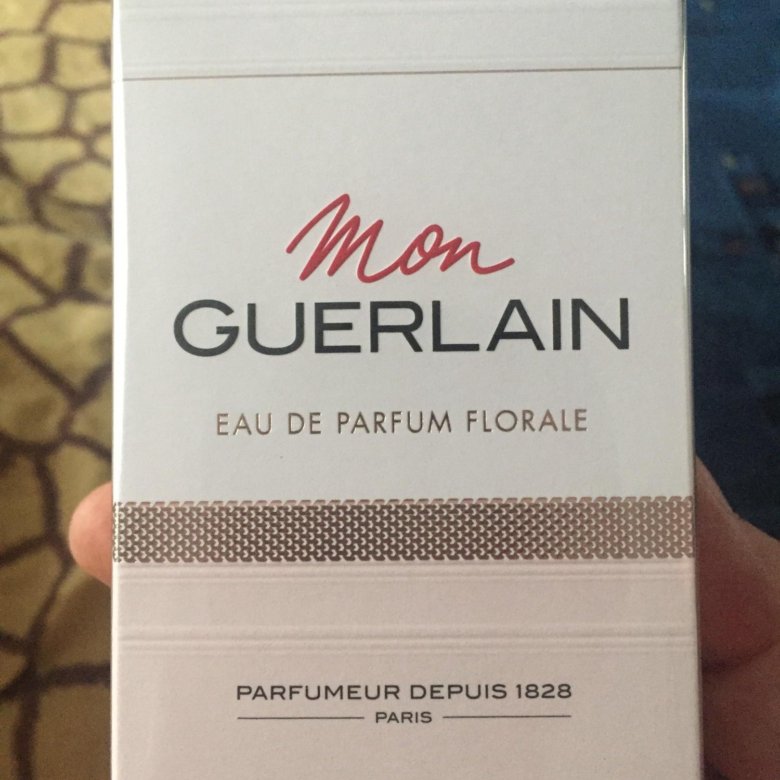 Mon
GUERLAIN
EAU DE PARFUM FLORALE
PARFUMEUR DEPUIS 1828
PARIS